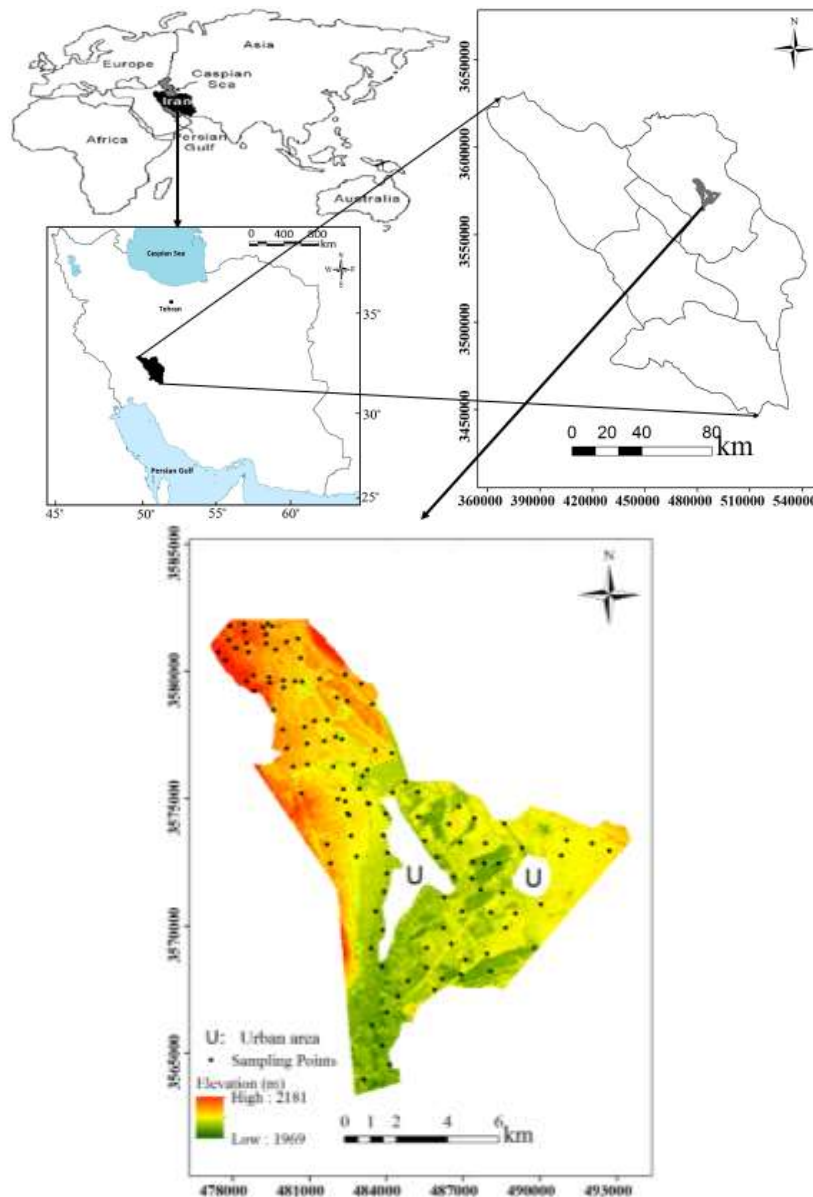 Asia
Europe
Caspian
Sea
Iran
Africa
Persian
Gulf
Australia
N
3650000
3600000
3550000
3500000
3450000
0 20 40 80
km
360000 390000 420000 450000 480000 510000 540000
0 400 800
km
Caspian Sea
Tehran
35°
30°
25°
Persian Gulf
45° 50° 55° 60°
N
3585000
3580000
3575000
3570000
3565000
U
U
U: Urban area
Sampling Points
Elevation (m)
High : 2181
Low : 1969
0 1 2 4 6
km
478000 481000 484000 487000 490000 493000